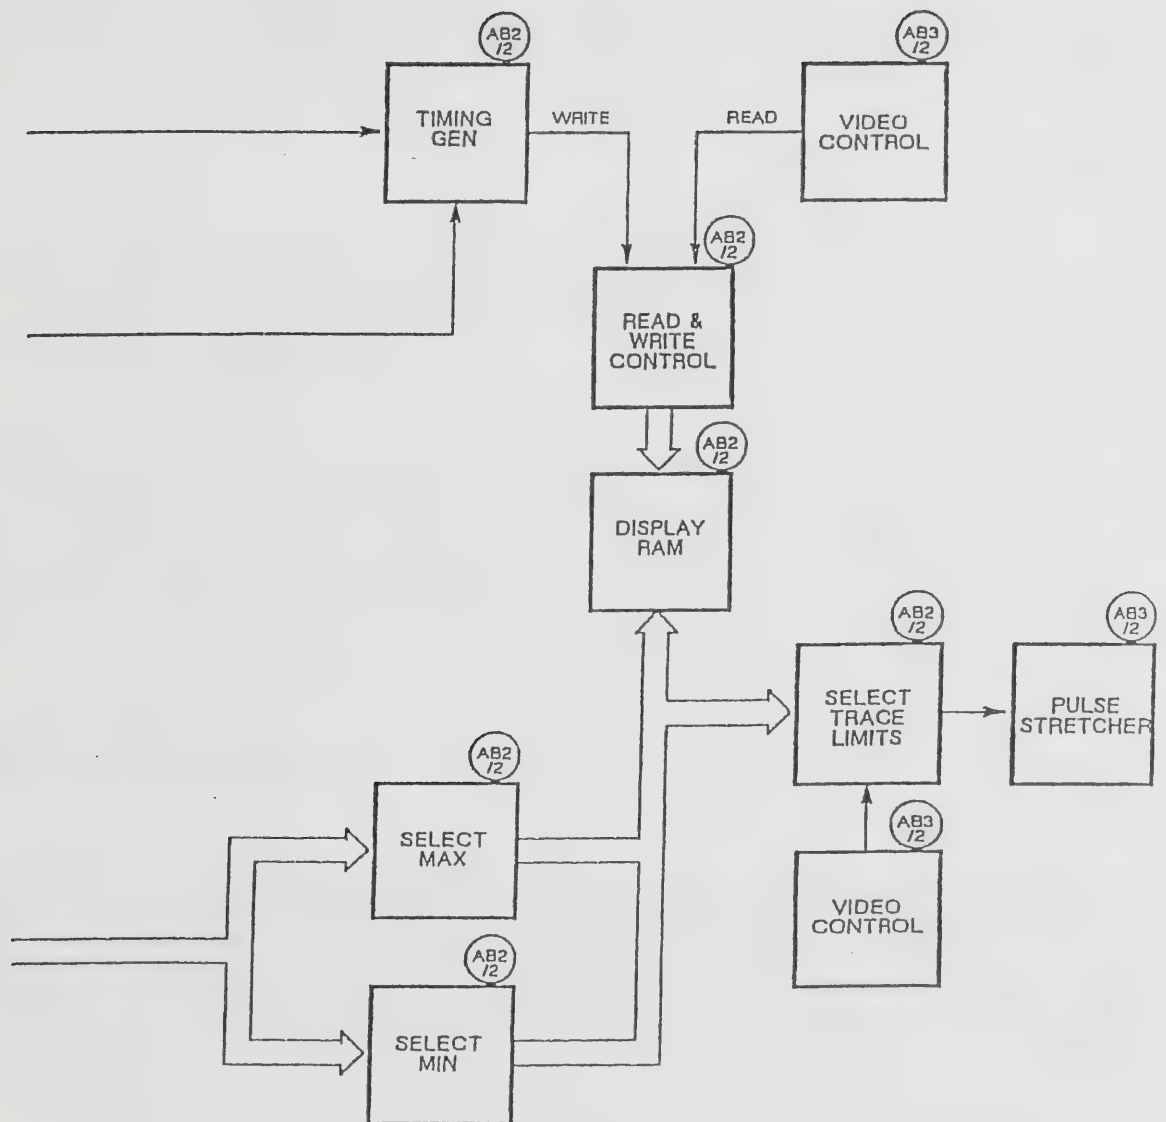 AB2
/2
AB3
/2
TIMING
GEN
WRITE
READ
VIDEO
CONTROL
AB2
/2
READ &
WRITE
CONTROL
AB2
/2
DISPLAY
RAM
AB2
/2
SELECT
TRACE
LIMITS
AB3
/2
PULSE
STRETCHER
AB2
/2
SELECT
MAX
AB3
/2
VIDEO
CONTROL
AB2
/2
SELECT
MIN